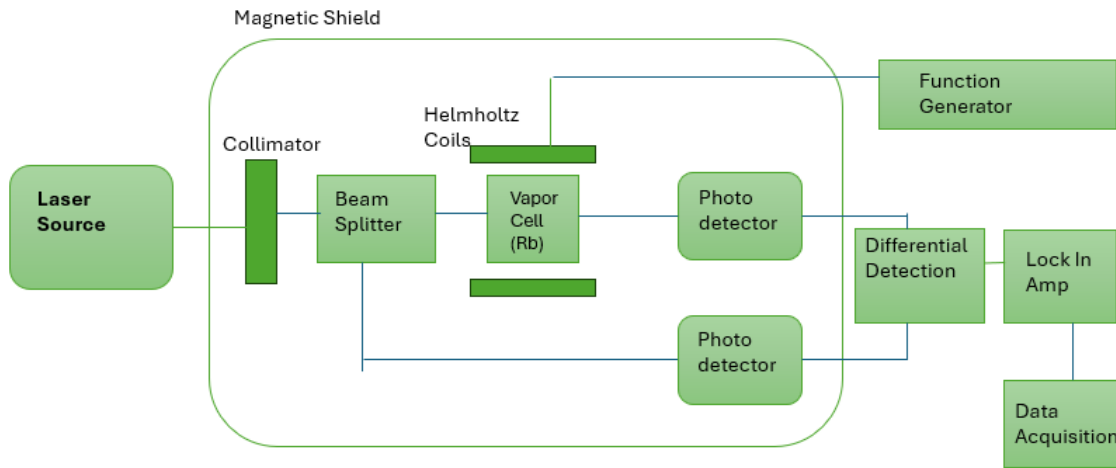 Magnetic Shield
Function
Generator
Helmholtz
Coils
Collimator
Laser
Source
Beam
Splitter
Vapor
Cell
(Rb)
Photo
detector
Differential
Detection
Lock In
Amp
Photo
detector
Data
Acquisition